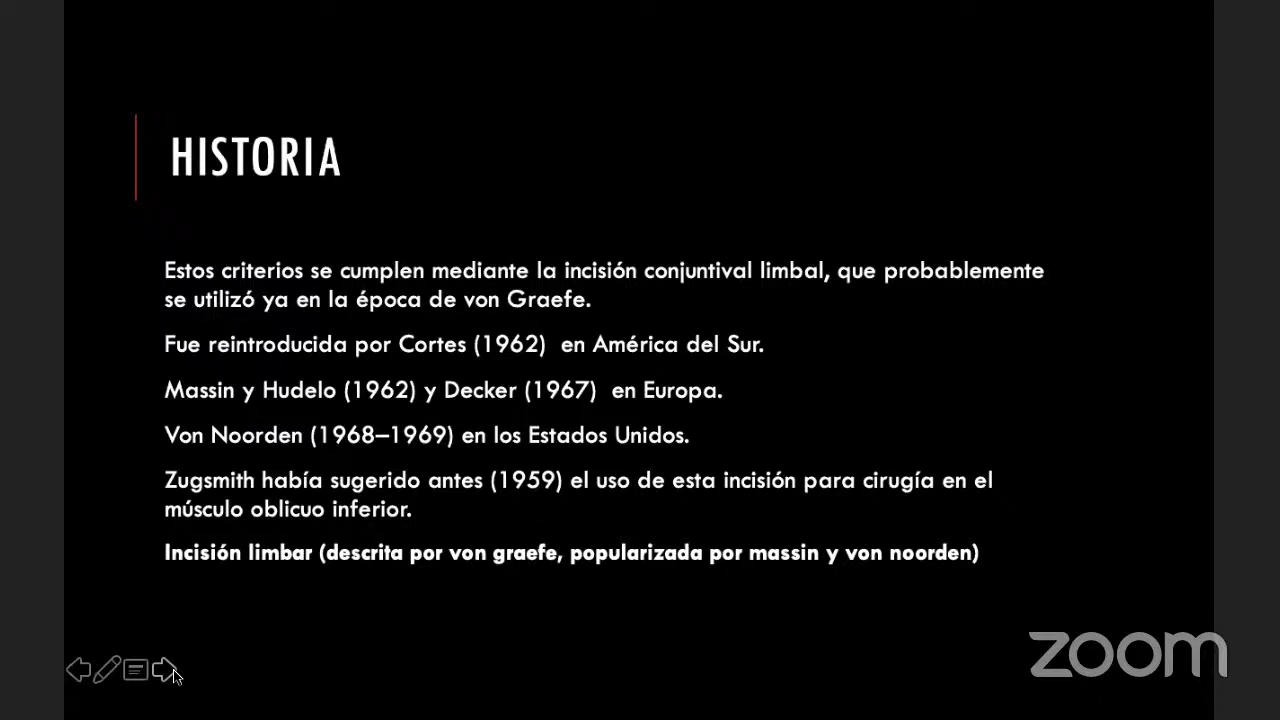 HISTORIA
Estos criterios se cumplen mediante la incisión conjuntival limbal, que probablemente
se utilizó ya en la época de von Graefe.
Fue reintroducida por Cortes (1962)  en América del Sur.
Massin y Hudelo (1962) y Decker (1967)  en Europa.
Von Noorden (1968–1969) en los Estados Unidos.
Zugsmith había sugerido antes (1959) el uso de esta incisión para cirugía en el
músculo oblicuo inferior.
Incisión limbar (descrita por von graefe, popularizada por massin y von noorden)
zoom